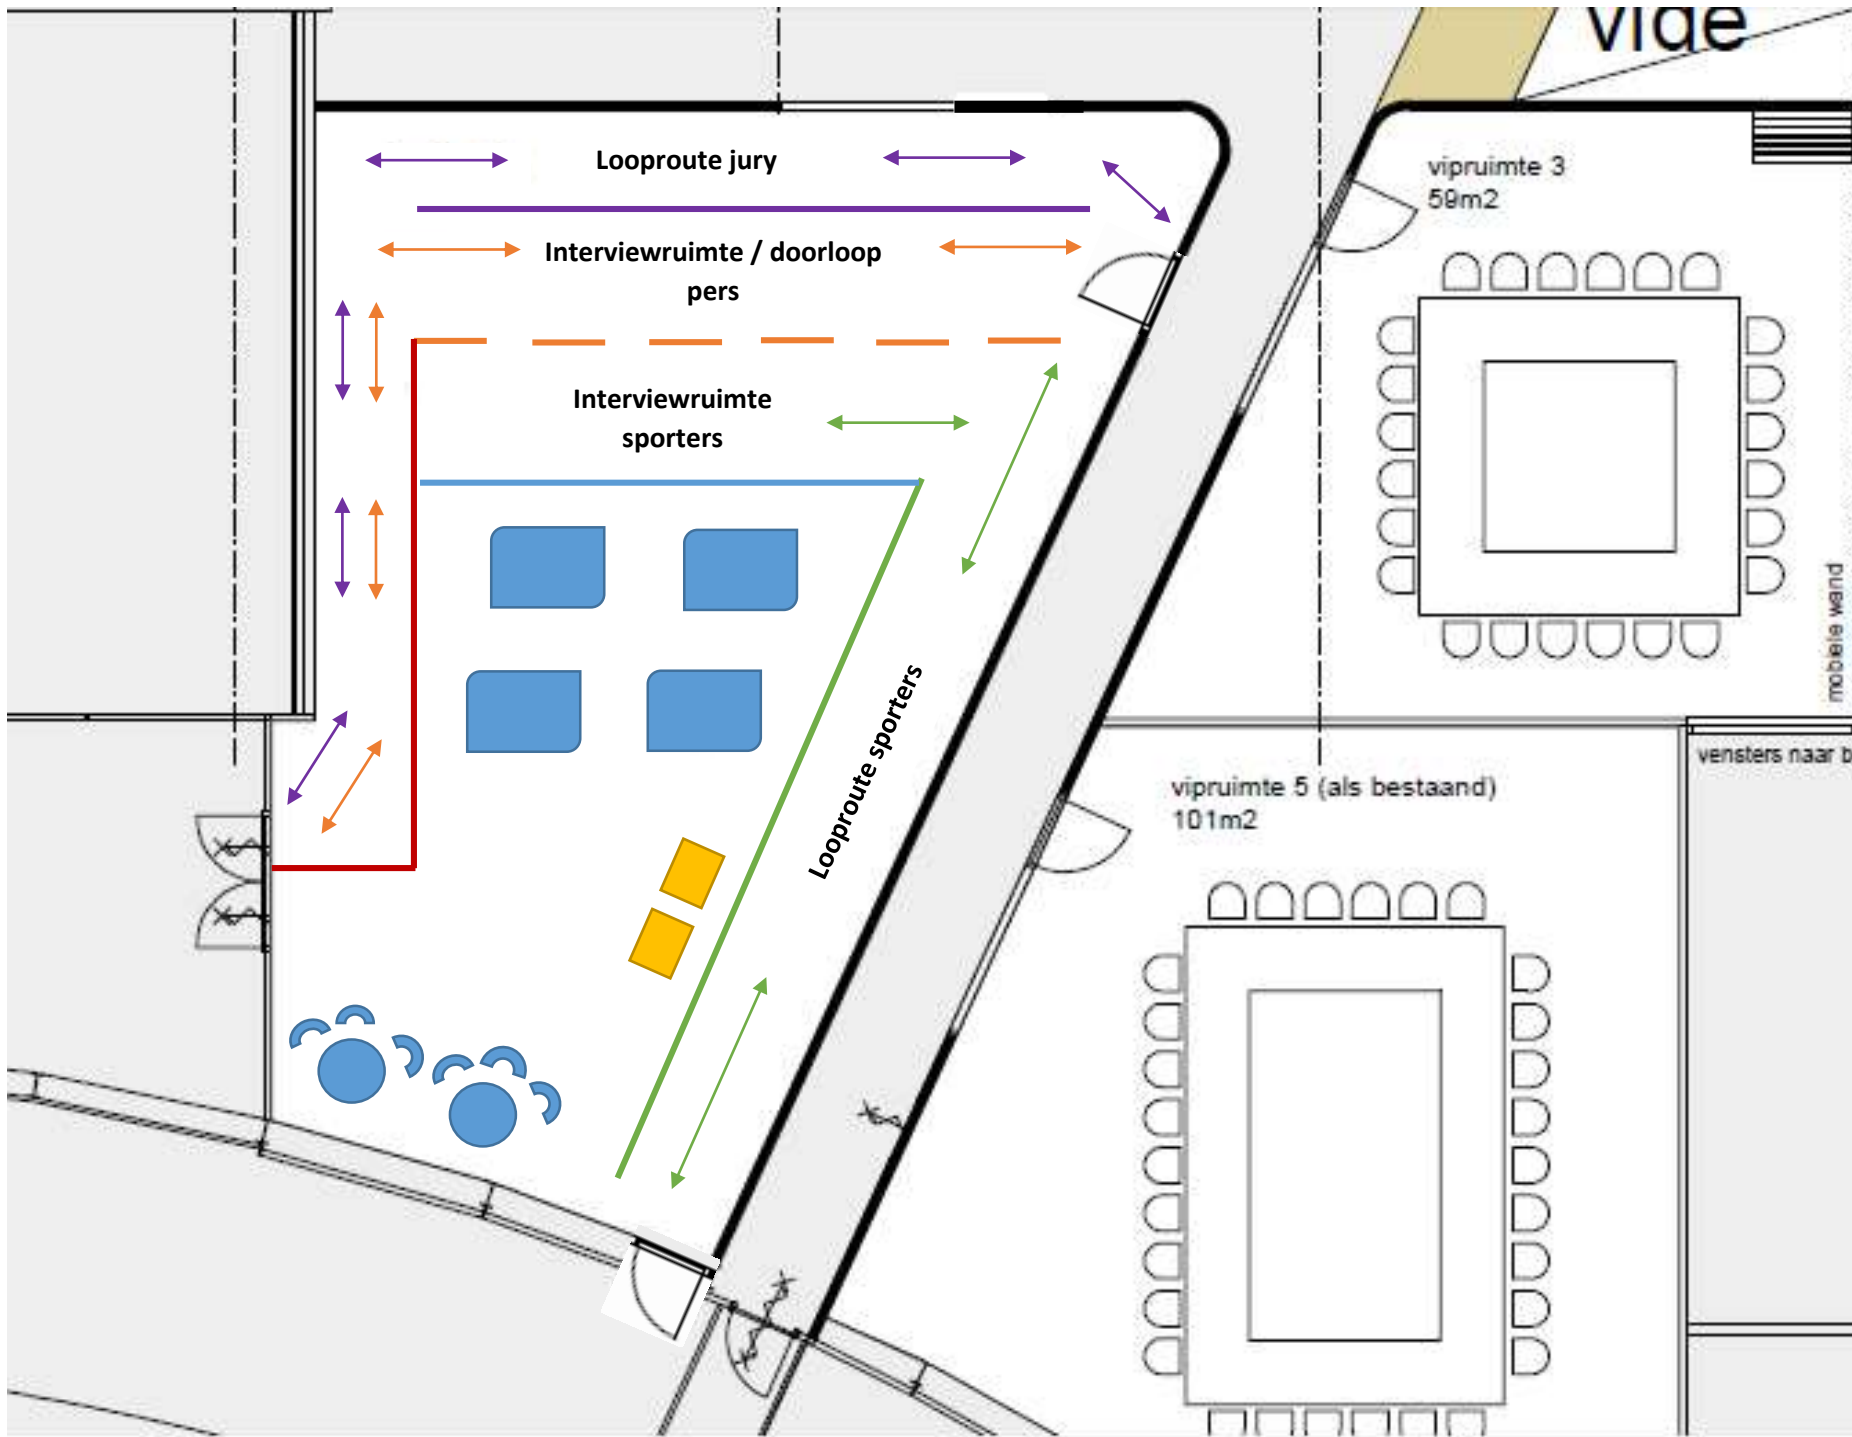 vide
Looproute jury
vipruimte 3
59m2
Interviewruimte / doorloop
pers
Interviewruimte
sporters
mobiele wand
Looproute sporters
vensters naar b
vipruimte 5 (als bestaand)
101m2